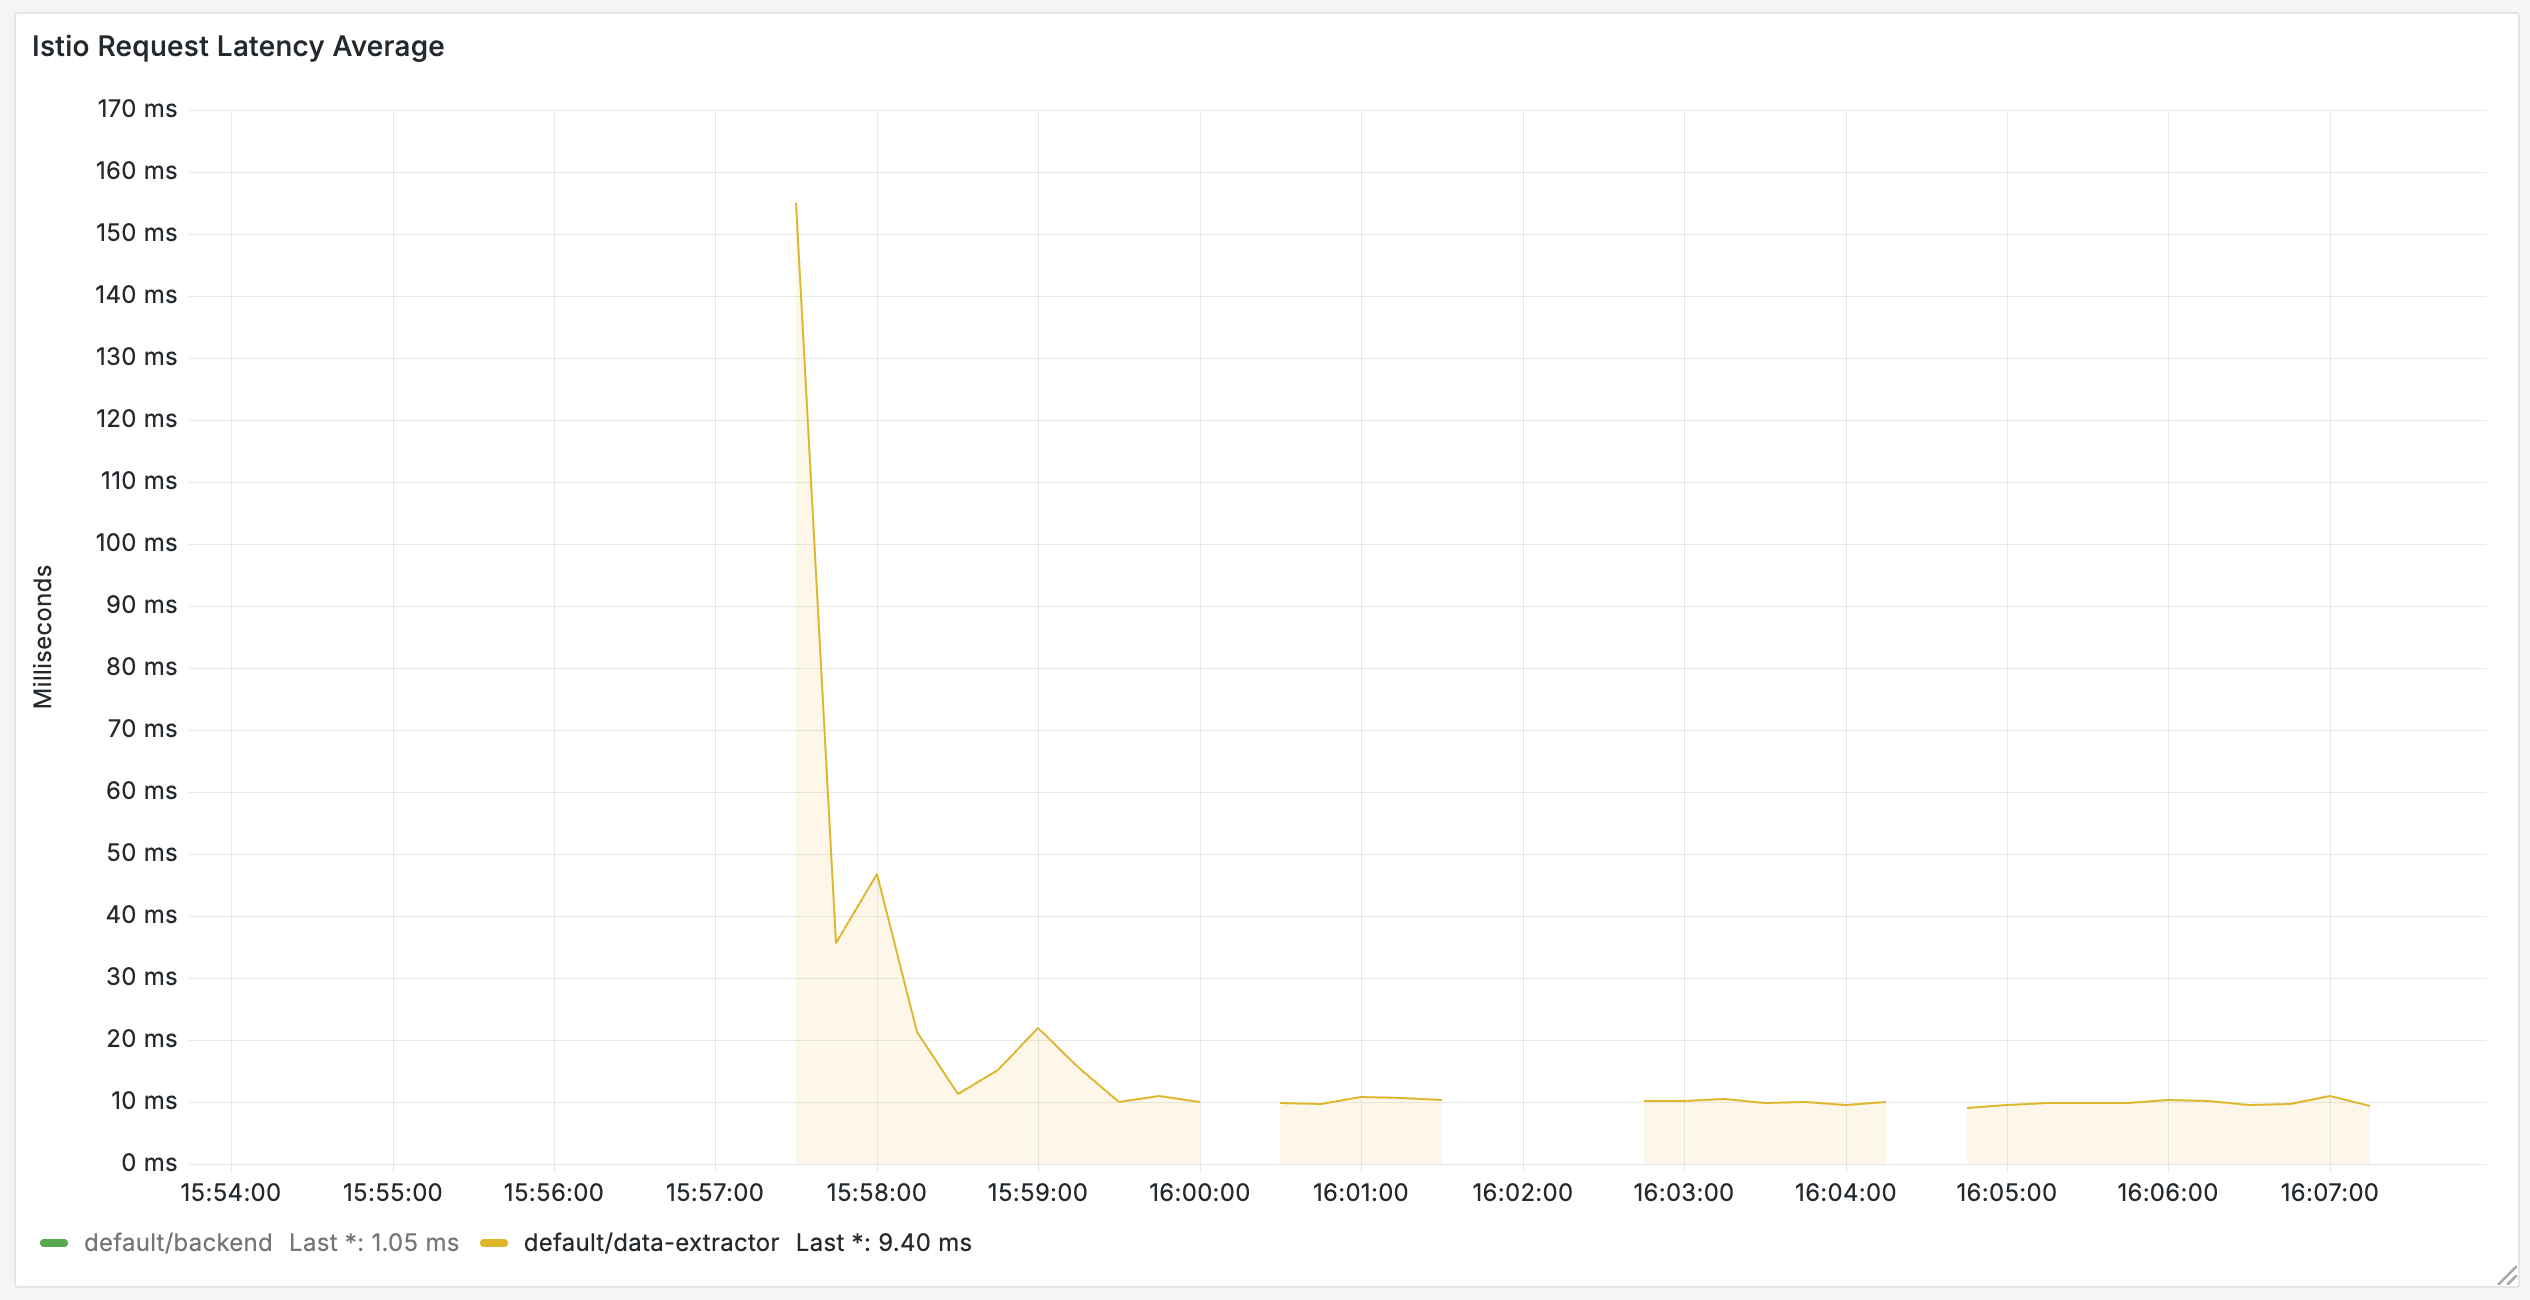 Istio Request Latency Average
170 ms
160 ms
150 ms
140 ms
130 ms
120 ms
110 ms
100 ms
90 ms
80 ms
70 ms
60 ms
50 ms
40 ms
30 ms
20 ms
10 ms
0 ms
Milliseconds
15:54:00 15:55:00 15:56:00 15:57:00 15:58:00 15:59:00 16:00:00 16:01:00 16:02:00 16:03:00 16:04:00 16:05:00 16:06:00 16:07:00
default/backend Last *: 1.05 ms default/data-extractor Last *: 9.40 ms